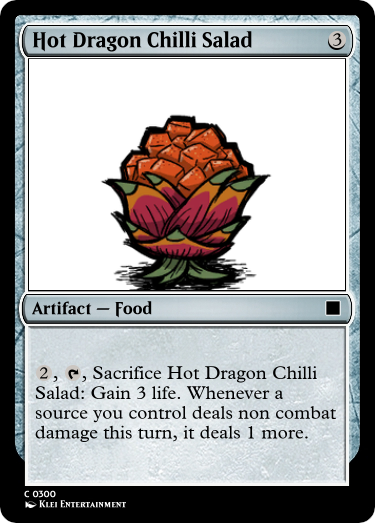 Hot Dragon Chilli Salad 3
Artifact — Food
2, , Sacrifice Hot Dragon Chilli
Salad: Gain 3 life. Whenever a
source you control deals non combat
damage this turn, it deals 1 more.
C 0300
Klei Entertainment